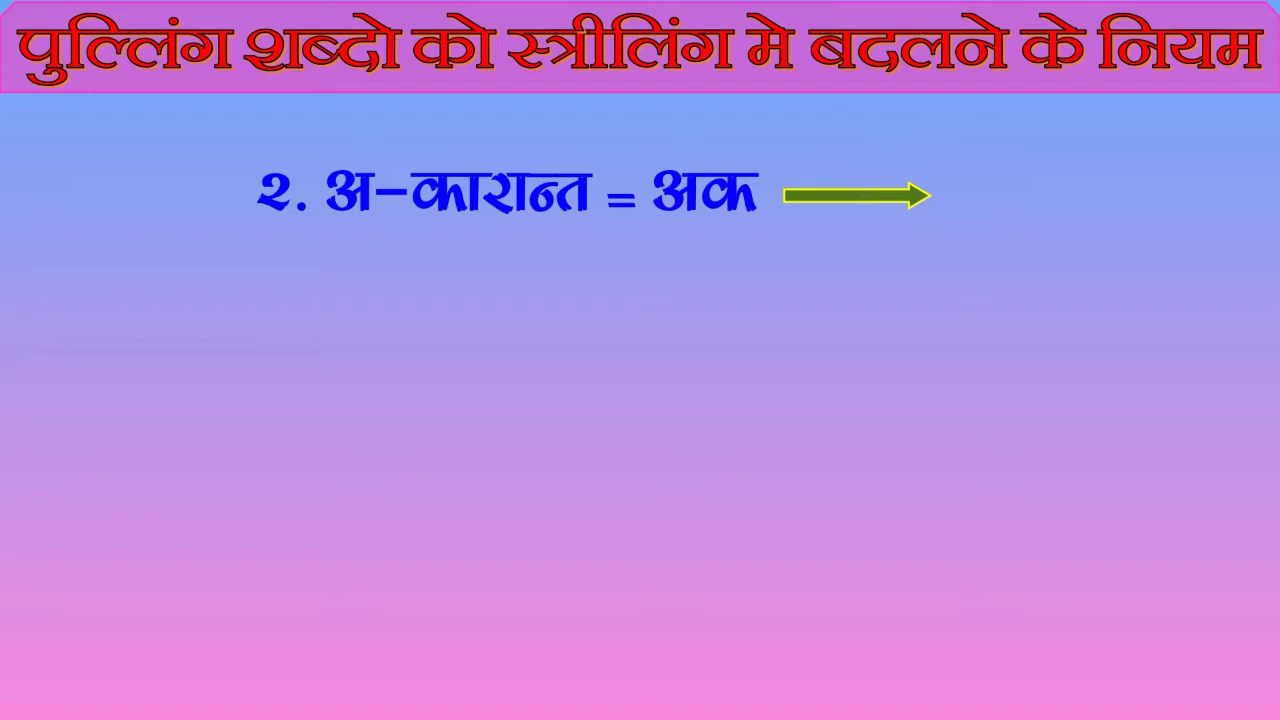 पुल्लिंग शब्दो को स्त्रीलिंग मे बदलने के नियम
२. अ-कारान्त = अक